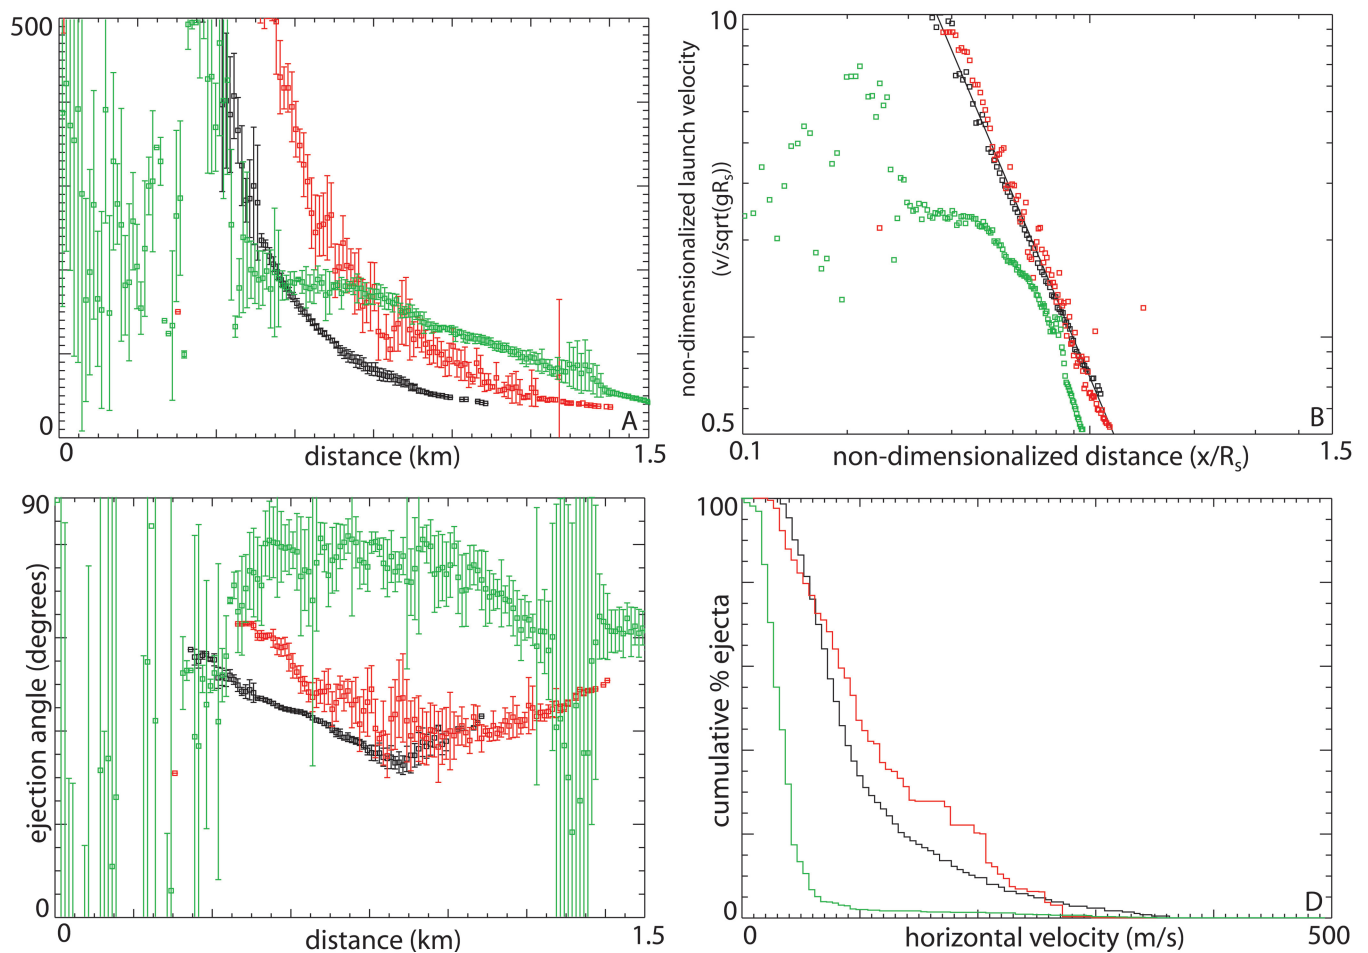 500
0
0
distance (km)
1.5
A
non-dimensionalized launch velocity
(v/sqrt(gRs))
10
0.5
0.1
non-dimensionalized distance (x/Rs)
1.5
B
ejection angle (degrees)
90
0
0
distance (km)
1.5
cumulative % ejecta
100
0
0
horizontal velocity (m/s)
500
D